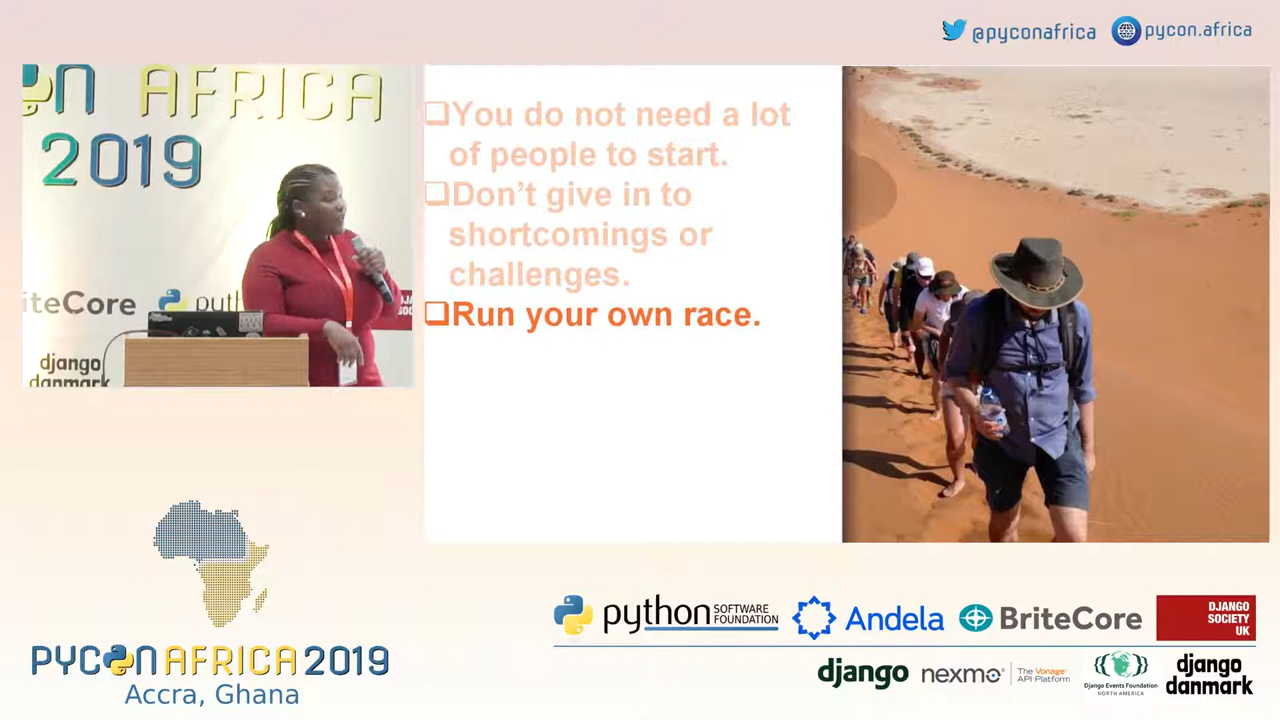 @pyconafrica
pycon.africa
AFRICA
2019
iteCore
pyth
django
danmark
❑You do not need a lot
of people to start.
❑Don’t give in to
shortcomings or
challenges.
❑Run your own race.
PYCON AFRICA 2019
Accra, Ghana
python SOFTWARE
FOUNDATION
Andela
BriteCore
DJANGO
SOCIETY
UK
django
nexmo
The Vonage
API Platform
Django Events Foundation
NORTH AMERICA
django
danmark